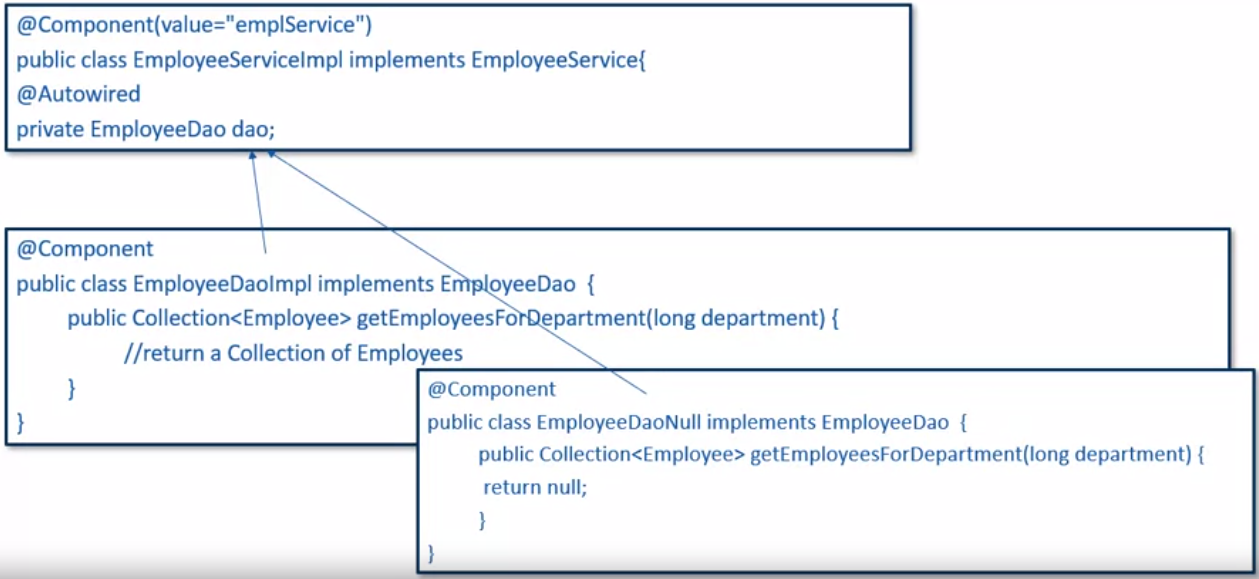 @Component(value="emplService")
public class EmployeeServiceImpl implements EmployeeService{
@Autowired
private EmployeeDao dao;
@Component
public class EmployeeDaoImpl implements EmployeeDao {
public Collection<Employee> getEmployeesForDepartment(long department) {
//return a Collection of Employees
}
}
@Component
public class EmployeeDaoNull implements EmployeeDao {
public Collection<Employee> getEmployeesForDepartment(long department) {
return null;
}
}